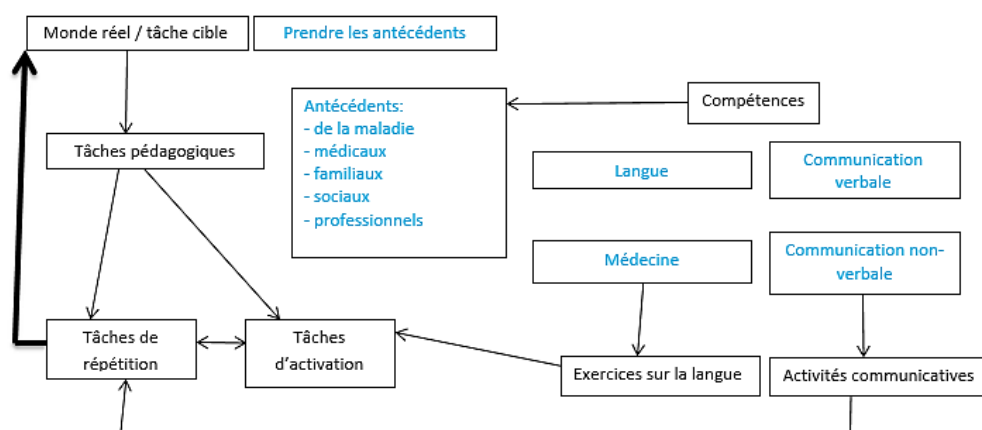 Monde réel / tâche cible
Prendre les antécédents
Antécédents:
- de la maladie
- médicaux
- familiaux
- sociaux
- professionnels
Compétences
Tâches pédagogiques
Langue
Communication
verbale
Médecine
Communication non-
verbale
Tâches de
répétition
Tâches
d’activation
Exercices sur la langue
Activités communicatives